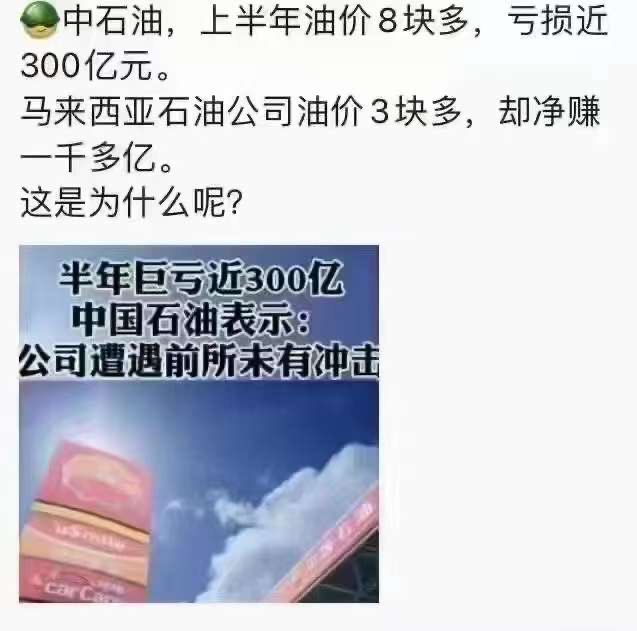 中石油，上半年油价8块多，亏损近
300亿元。
马来西亚石油公司油价3块多，却净赚
一千多亿。
这是为什么呢？
半年巨亏近300亿
中国石油表示：
公司遭遇前所未有冲击
uSmile
carCare